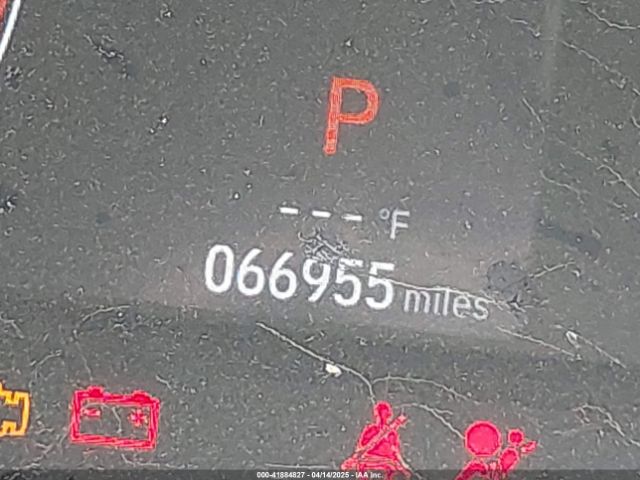 P
--- °F
066955 miles
000-41884827 - 04/14/2025 - IAA Inc.